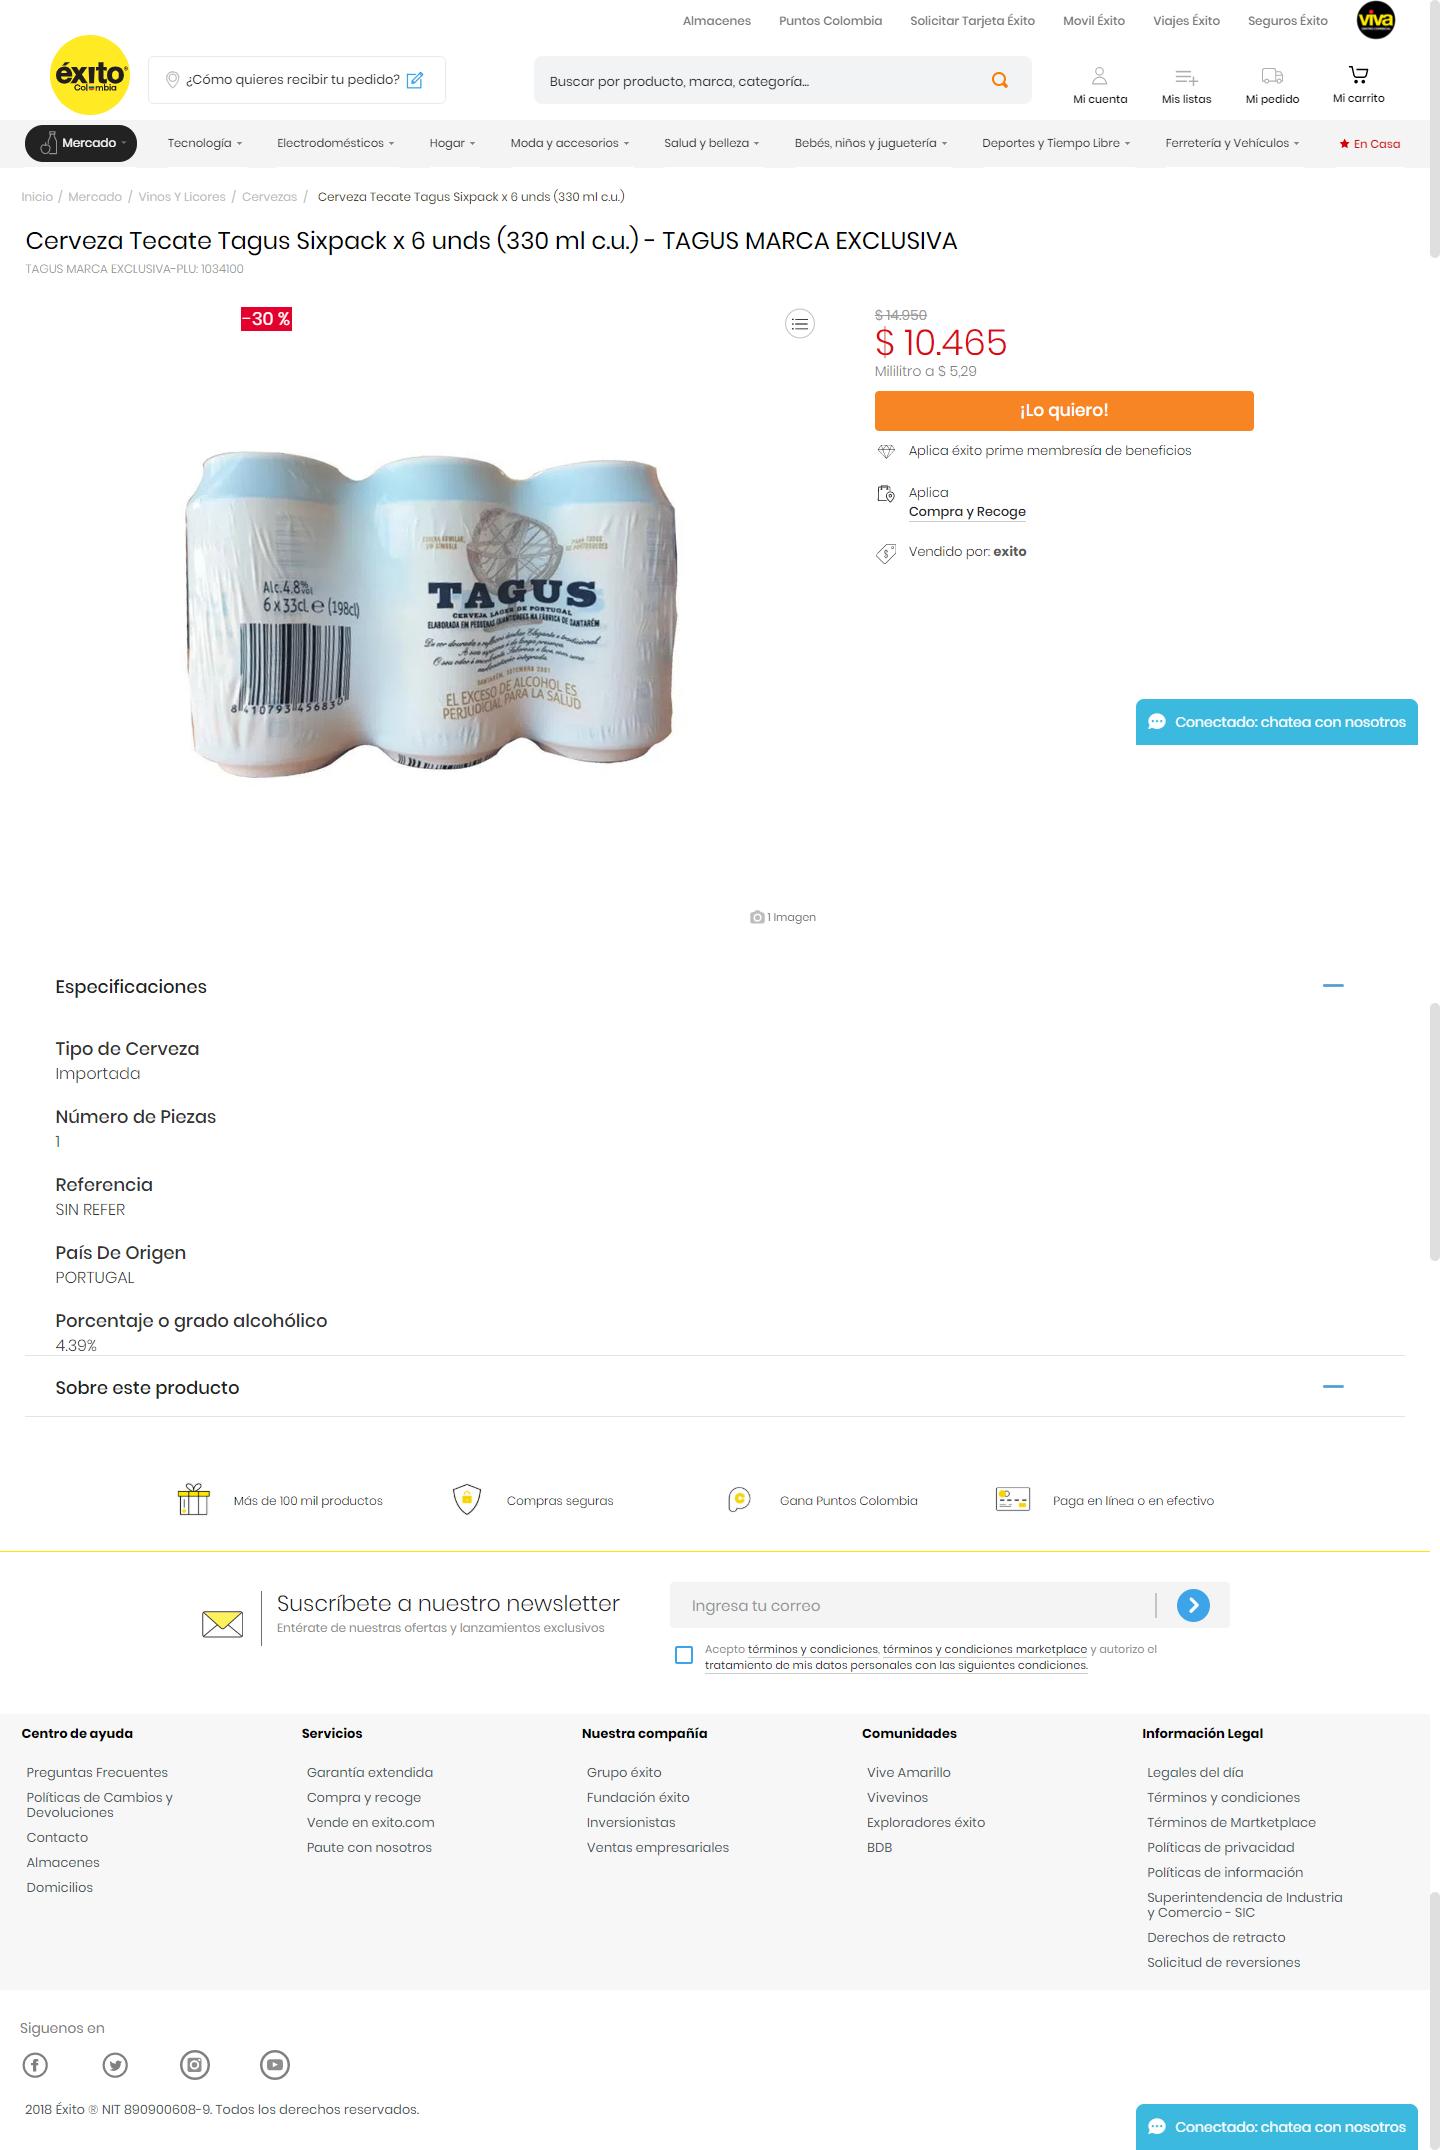 Almacenes
Puntos Colombia
Solicitar Tarjeta Éxito
Movil Éxito
Viajes Éxito
Seguros Éxito
viva
éxito
Colombia
¿Cómo quieres recibir tu pedido?
Buscar por producto, marca, categoría...
Mi cuenta
Mis listas
Mi pedido
Mi carrito
Mercado
Tecnología
Electrodomésticos
Hogar
Moda y accesorios
Salud y belleza
Bebés, niños y juguetería
Deportes y Tiempo Libre
Ferretería y Vehículos
En Casa
Inicio / Mercado / Vinos Y Licores / Cervezas / Cerveza Tecate Tagus Sixpack x 6 unds (330 ml c.u.)
Cerveza Tecate Tagus Sixpack x 6 unds (330 ml c.u.) - TAGUS MARCA EXCLUSIVA
TAGUS MARCA EXCLUSIVA-PLU: 1034100
-30 %
$ 14.950
$ 10.465
Mililitro a $ 5,29
¡Lo quiero!
Aplica éxito prime membresía de beneficios
Aplica
Compra y Recoge
Vendido por: exito
Alc.4.8% vol
6x33cl e (198cl)
8 410793 456830
TAGUS
CERVEJA LAGER DE PORTUGAL
ELABORADA EM PEQUENAS QUANTIDADES NA FÁBRICA DE SANTARÉM
EL EXCESO DE ALCOHOL ES
PERJUDICIAL PARA LA SALUD
Conectado: chatea con nosotros
1 Imagen
Especificaciones
Tipo de Cerveza
Importada
Número de Piezas
1
Referencia
SIN REFER
País De Origen
PORTUGAL
Porcentaje o grado alcohólico
4.39%
Sobre este producto
Más de 100 mil productos
Compras seguras
Gana Puntos Colombia
Paga en línea o en efectivo
Suscríbete a nuestro newsletter
Entérate de nuestras ofertas y lanzamientos exclusivos
Ingresa tu correo
Acepto términos y condiciones, términos y condiciones marketplace y autorizo el
tratamiento de mis datos personales con las siguientes condiciones.
Centro de ayuda
Preguntas Frecuentes
Políticas de Cambios y
Devoluciones
Contacto
Almacenes
Domicilios
Servicios
Garantía extendida
Compra y recoge
Vende en exito.com
Paute con nosotros
Nuestra compañía
Grupo éxito
Fundación éxito
Inversionistas
Ventas empresariales
Comunidades
Vive Amarillo
Vivevinos
Exploradores éxito
BDB
Información Legal
Legales del día
Términos y condiciones
Términos de Martketplace
Políticas de privacidad
Políticas de información
Superintendencia de Industria
y Comercio - SIC
Derechos de retracto
Solicitud de reversiones
Siguenos en
2018 Éxito ® NIT 890900608-9. Todos los derechos reservados.
Conectado: chatea con nosotros